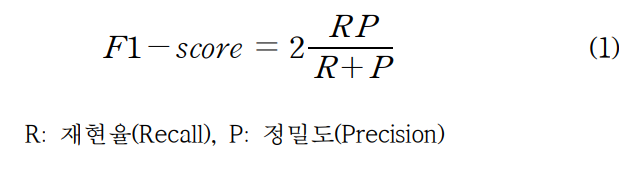 F1-score = 2 RP / R+P (1)
R: 재현율(Recall), P: 정밀도(Precision)